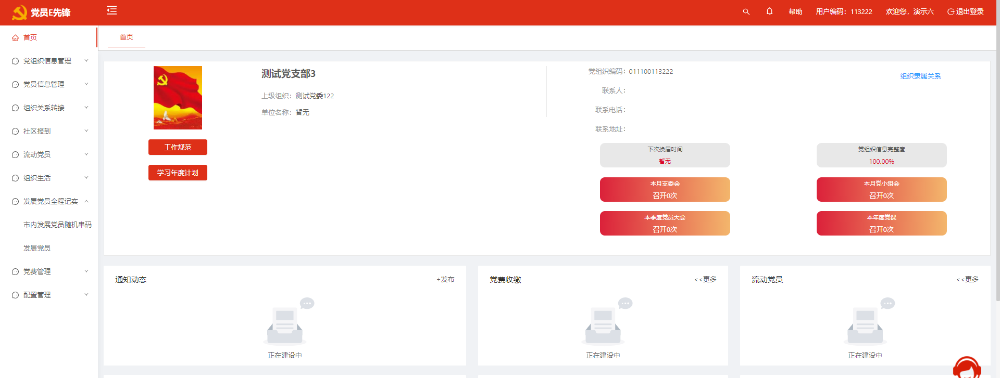 党员E先锋
帮助
用户编码：113222
欢迎您，演示六
退出登录
首页
党组织信息管理
党员信息管理
组织关系转接
社区报到
流动党员
组织生活
发展党员全程记实
市内发展党员随机串码
发展党员
党费管理
配置管理
首页
测试党支部3
上级组织：测试党委122
单位名称：暂无
工作规范
学习年度计划
党组织编码：011100113222
联系人：
联系电话：
联系地址：
组织隶属关系
下次换届时间
暂无
党组织信息完整度
100.00%
本月支委会
召开0次
本月党小组会
召开0次
本季度党员大会
召开0次
本年度党课
召开0次
通知动态
+发布
正在建设中
党费收缴
<<更多
正在建设中
流动党员
<<更多
正在建设中